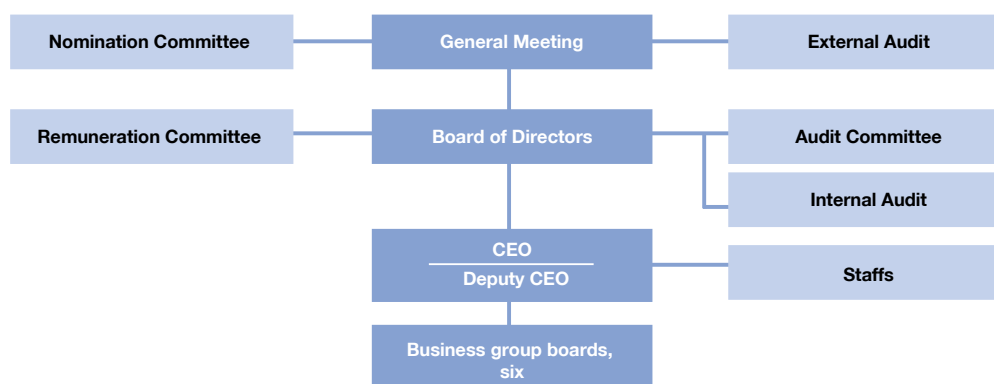 Nomination Committee
General Meeting
External Audit
Remuneration Committee
Board of Directors
Audit Committee
Internal Audit
CEO
Deputy CEO
Staffs
Business group boards,
six